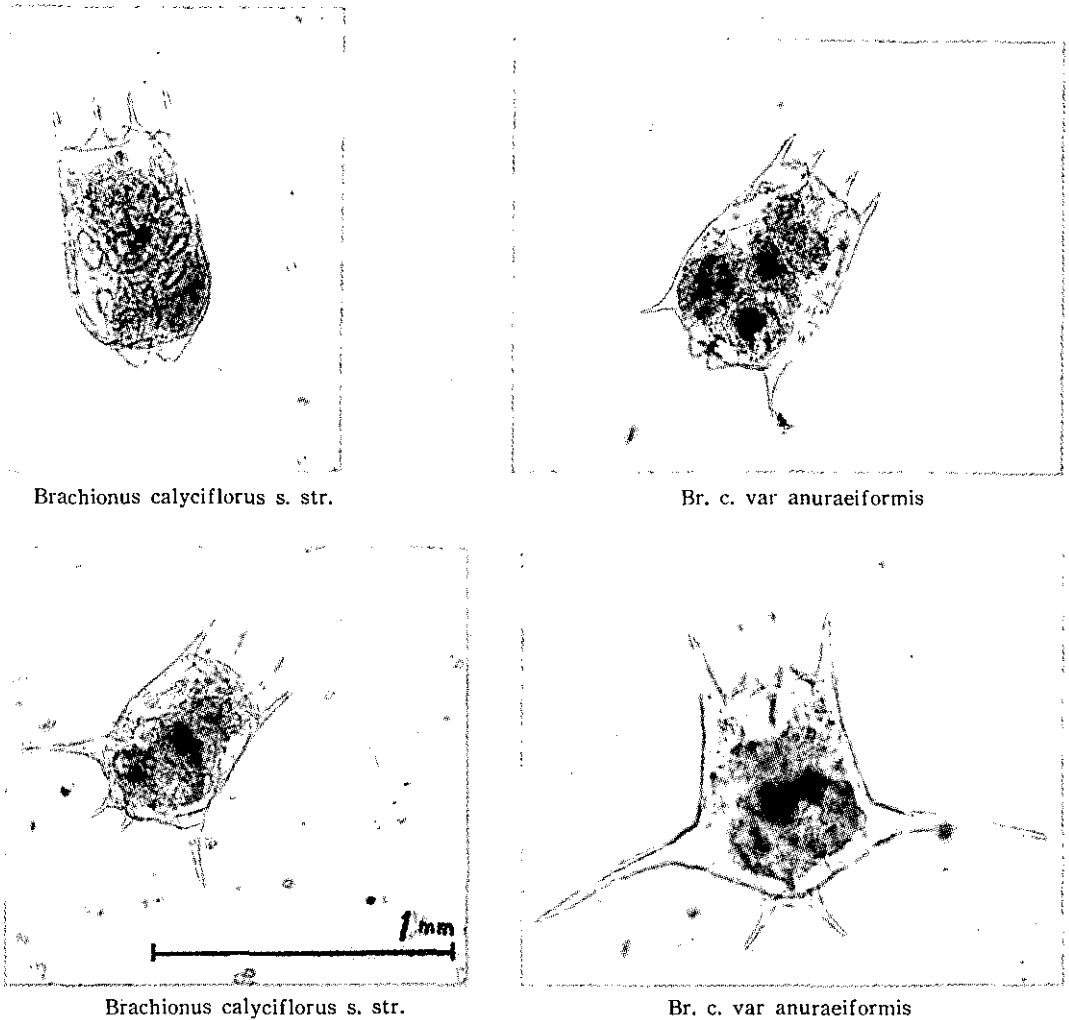 Brachionus calyciflorus s. str.
Br. c. var anuraeiformis
1 mm
Brachionus calyciflorus s. str.
Br. c. var anuraeiformis